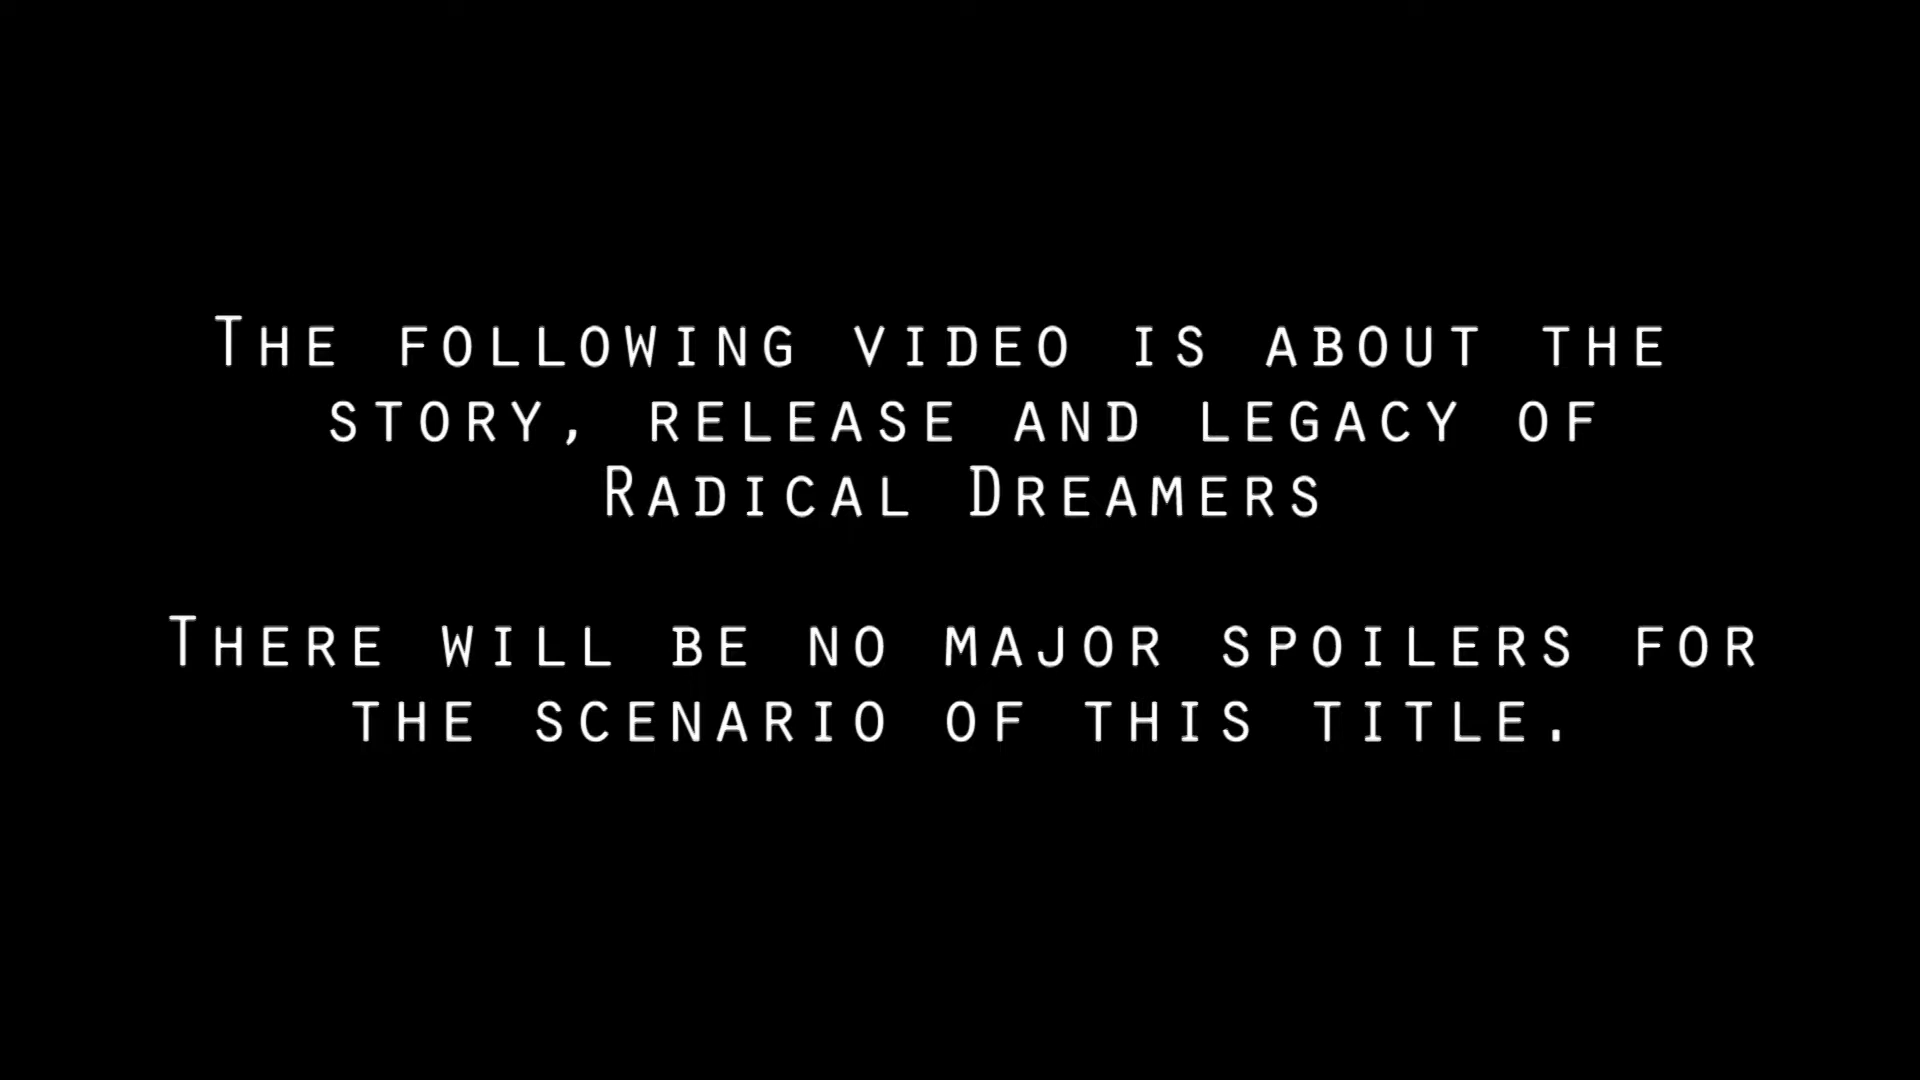 The following video is about the
story, release and legacy of
Radical Dreamers
There will be no major spoilers for
the scenario of this title.